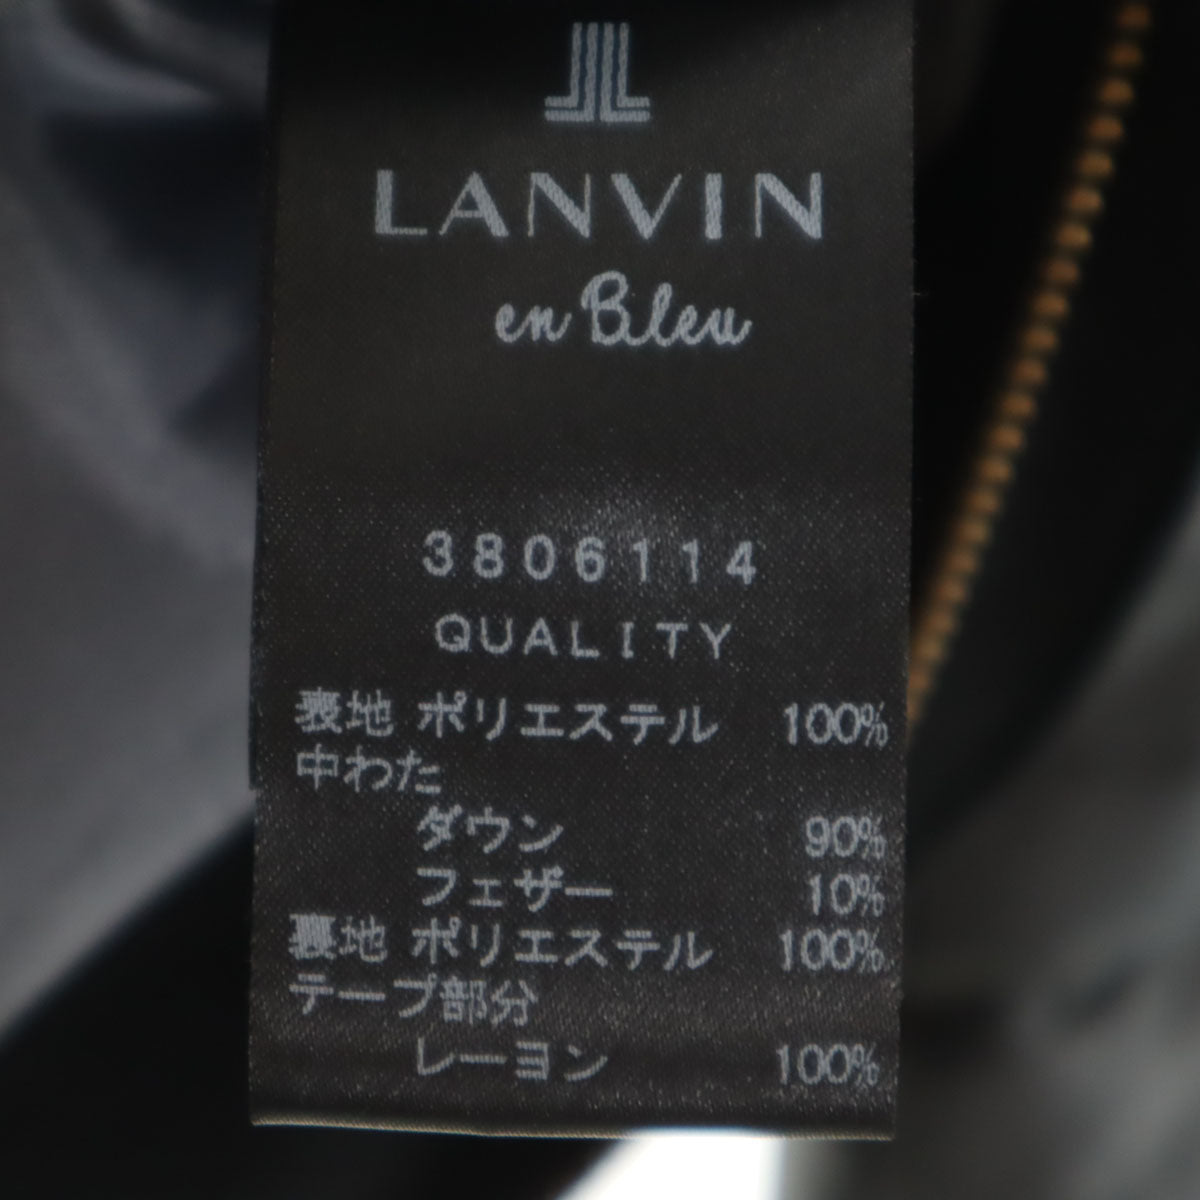 LANVIN
en Bleu
3806114
QUALITY
表地 ポリエステル 100%
中わた
ダウン 90%
フェザー 10%
裏地 ポリエステル 100%
テープ部分
レーヨン 100%